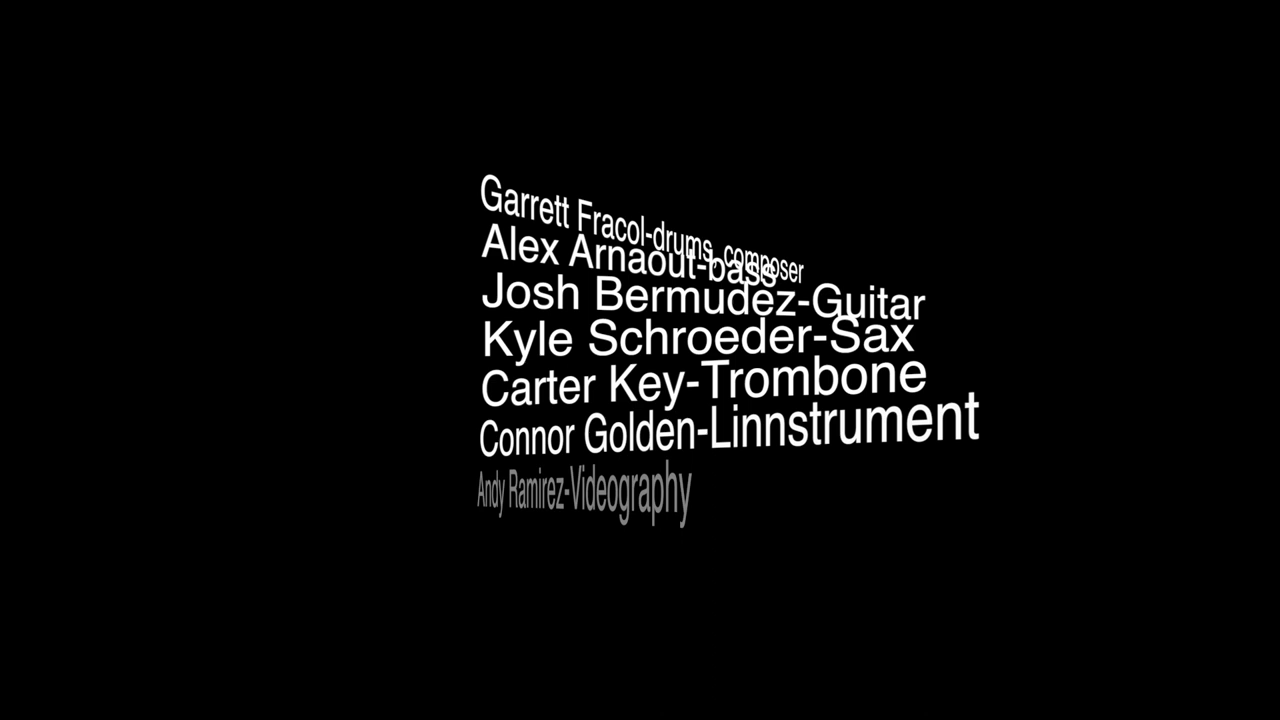 Garrett Fracol-drums, composer
Alex Arnaout-bass
Josh Bermudez-Guitar
Kyle Schroeder-Sax
Carter Key-Trombone
Connor Golden-Linnstrument
Andy Ramirez-Videography